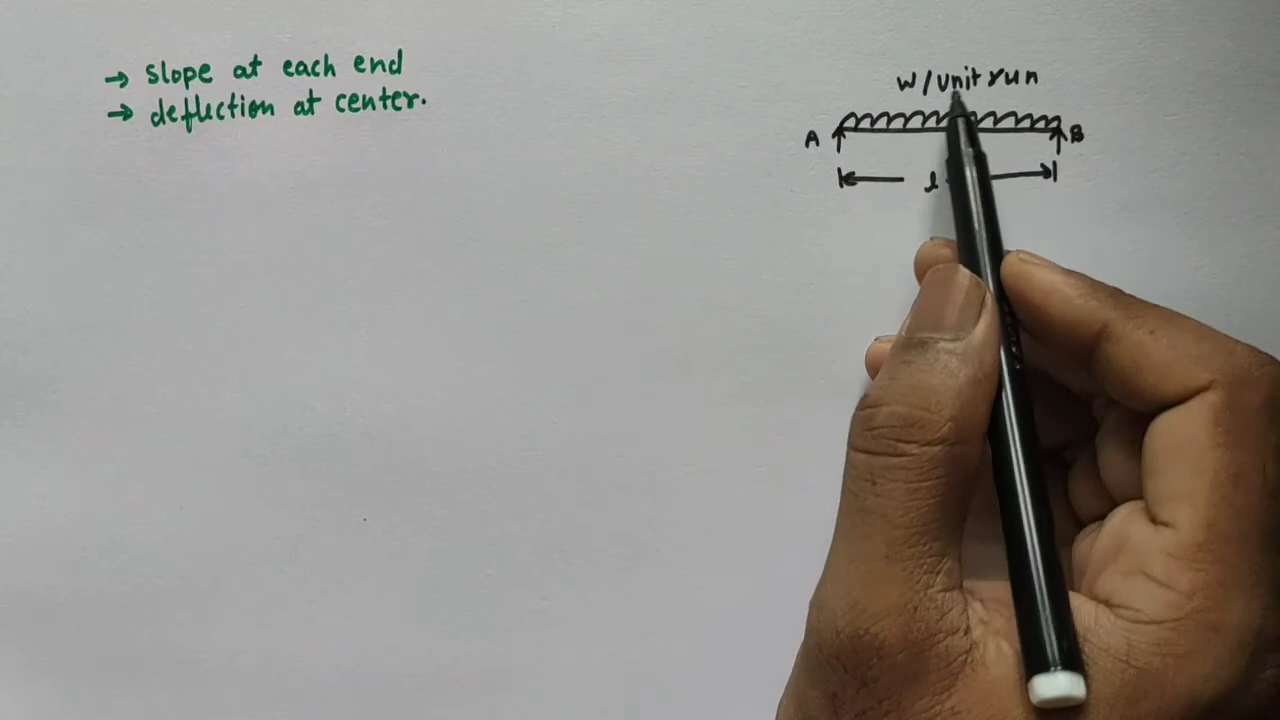 → slope at each end
→ deflection at center.
w/unit run
A B
l